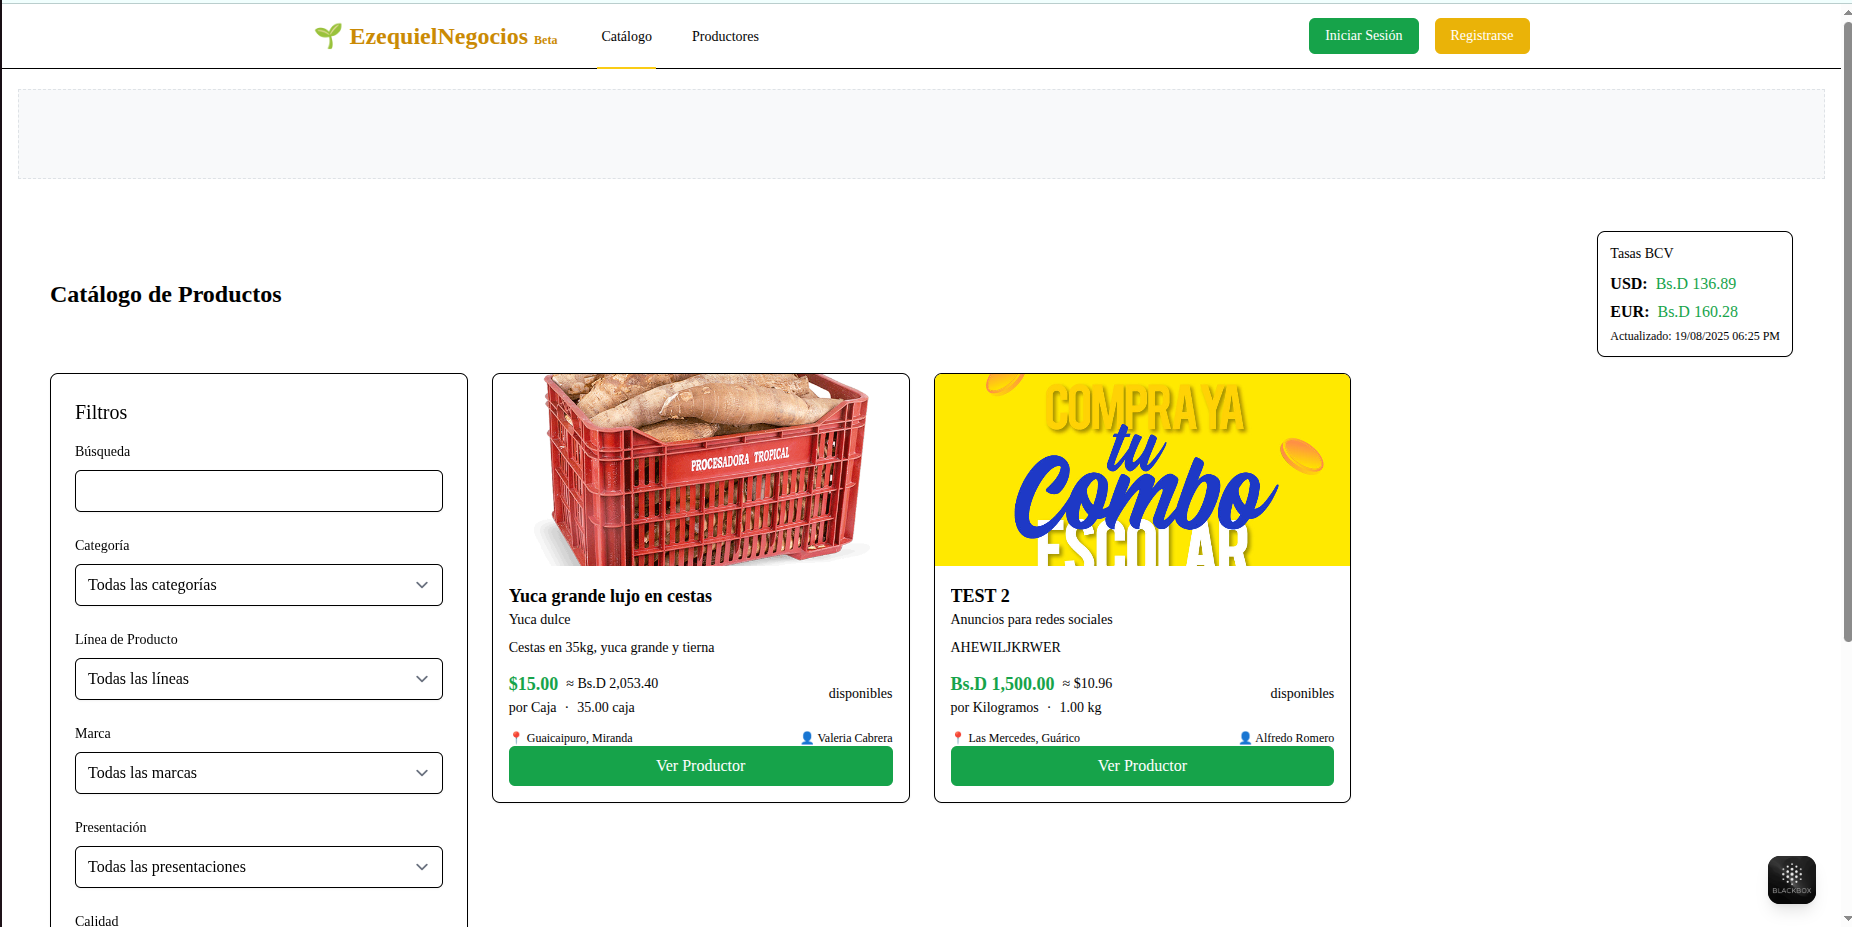 EzequielNegocios Beta
Catálogo
Productores
Iniciar Sesión
Registrarse
Tasas BCV
USD: Bs.D 136.89
EUR: Bs.D 160.28
Actualizado: 19/08/2025 06:25 PM
Catálogo de Productos
Filtros
Búsqueda
Categoría
Todas las categorías
Línea de Producto
Todas las líneas
Marca
Todas las marcas
Presentación
Todas las presentaciones
Calidad
PROCESADORA TROPICAL
Yuca grande lujo en cestas
Yuca dulce
Cestas en 35kg, yuca grande y tierna
$15.00 ≈ Bs.D 2,053.40
por Caja · 35.00 caja
disponibles
Guaicaipuro, Miranda
Valeria Cabrera
Ver Productor
COMPRA YA
tu
Combo
ESCOLAR
TEST 2
Anuncios para redes sociales
AHEWILJKRWER
Bs.D 1,500.00 ≈ $10.96
por Kilogramos · 1.00 kg
disponibles
Las Mercedes, Guárico
Alfredo Romero
Ver Productor
BLACKBOX